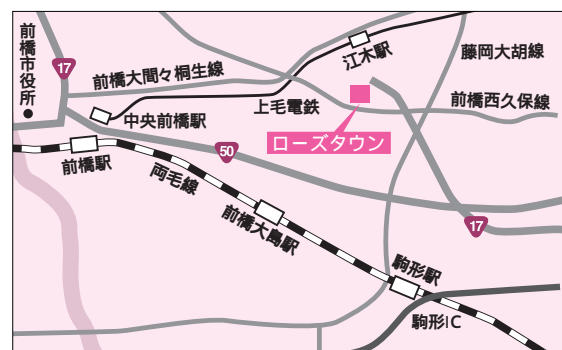 前橋市役所
17
前橋大間々桐生線
江木駅
藤岡大胡線
上毛電鉄
中央前橋駅
前橋西久保線
ローズタウン
前橋駅
50
両毛線
前橋大島駅
17
駒形駅
駒形IC